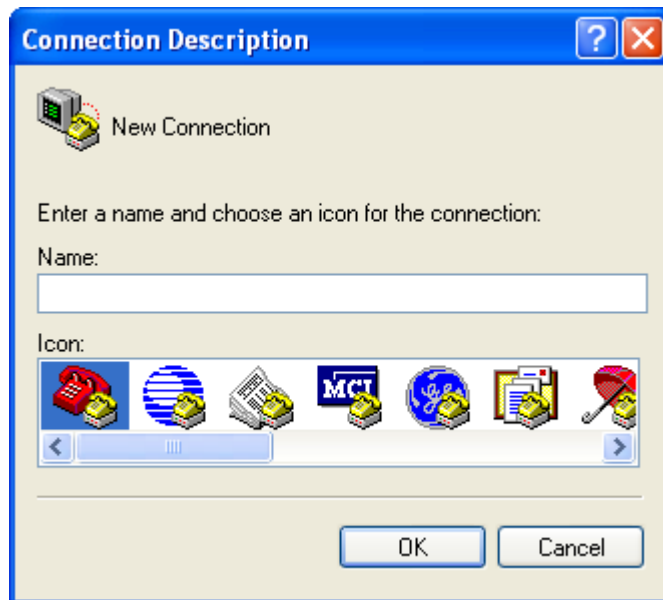 Connection Description
New Connection
Enter a name and choose an icon for the connection:
Name:
Icon:
MCI
OK Cancel